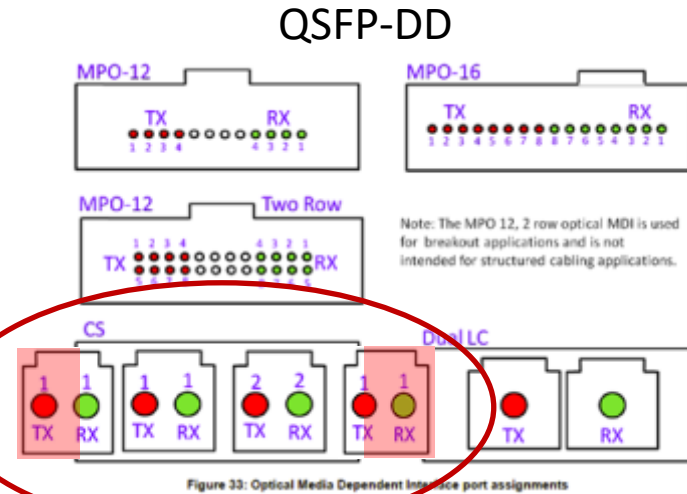 QSFP-DD
MPO-12
TX RX
1 2 3 4 4 3 2 1
MPO-16
TX RX
1 2 3 4 5 6 7 8 8 7 6 5 4 3 2 1
MPO-12 Two Row
1 2 3 4 4 3 2 1
TX RX
Note: The MPO 12, 2 row optical MDI is used
for breakout applications and is not
intended for structured cabling applications.
CS
1 1 1 1 2 2 1 1
TX RX TX RX TX RX TX RX
Dual LC
TX RX
Figure 33: Optical Media Dependent Interface port assignments